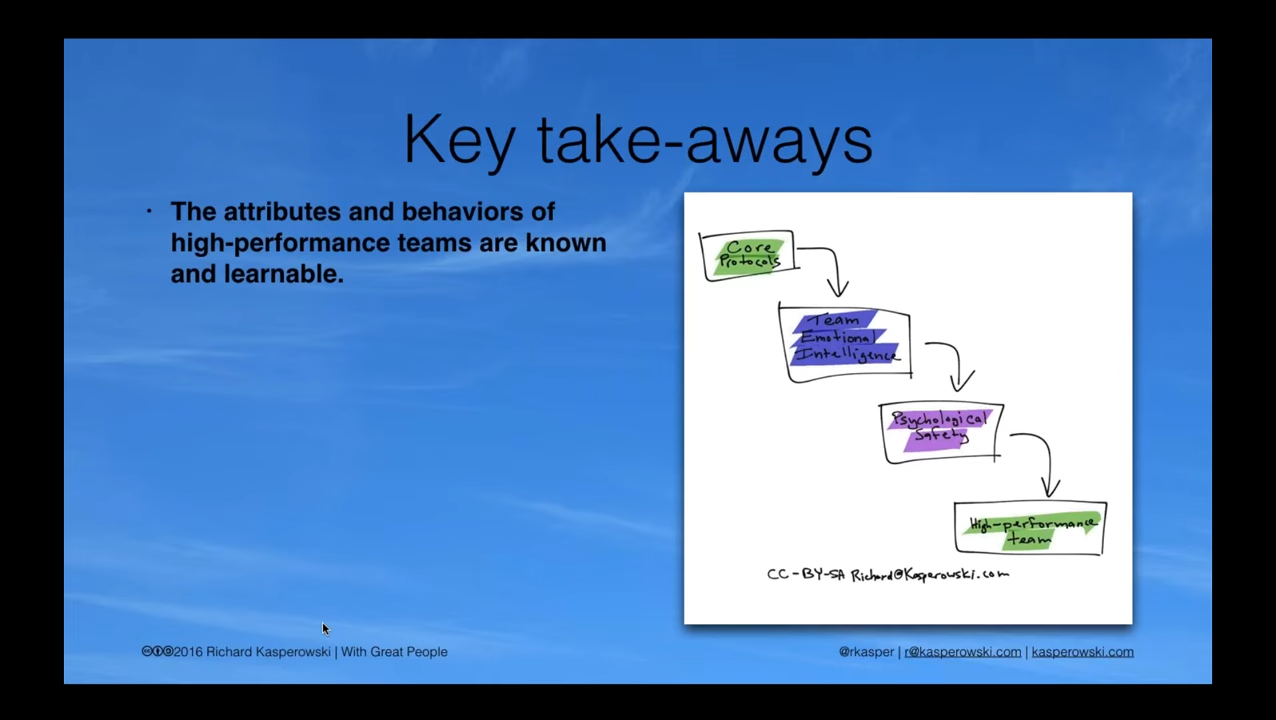 Key take-aways
· The attributes and behaviors of
high-performance teams are known
and learnable.
Core
Protocols
Team
Emotional
Intelligence
Psychological
Safety
High-performance
team
CC-BY-SA Richard@Kasperowski.com
2016 Richard Kasperowski | With Great People
@rkasper | r@kasperowski.com | kasperowski.com